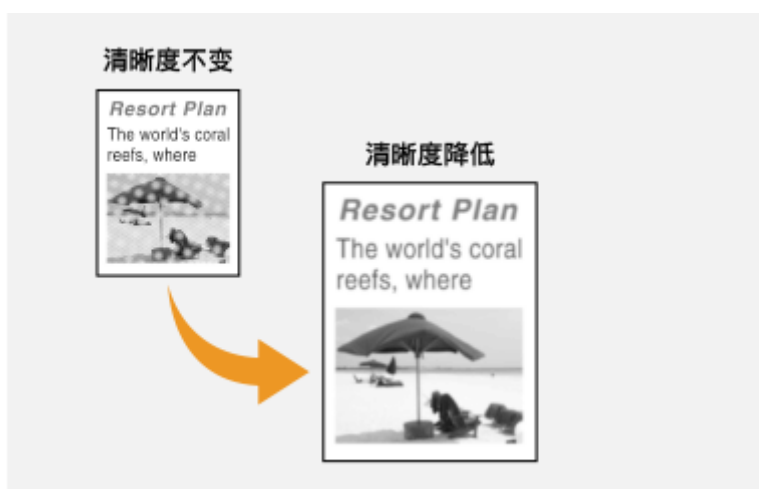 清晰度不变
Resort Plan
The world's coral
reefs, where
清晰度降低
Resort Plan
The world's coral
reefs, where